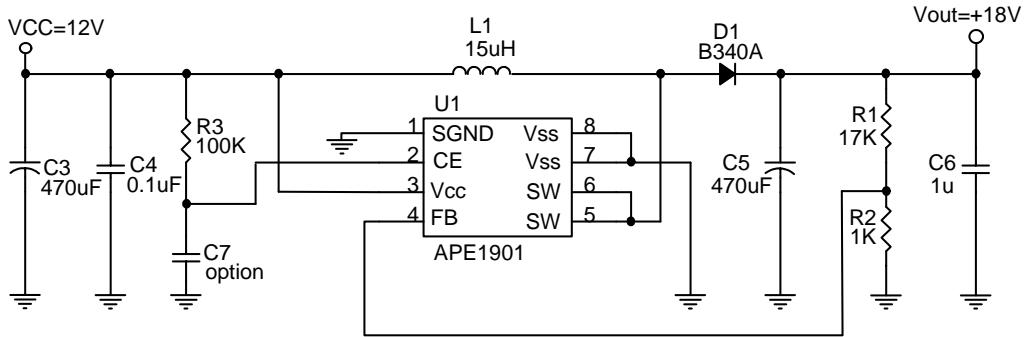 VCC=12V
L1
15uH
D1
B340A
Vout=+18V
U1
R3
100K
1
SGND
Vss
8
2
CE
Vss
7
3
Vcc
SW
6
4
FB
SW
5
APE1901
C3
470uF
C4
0.1uF
C7
option
C5
470uF
R1
17K
R2
1K
C6
1u